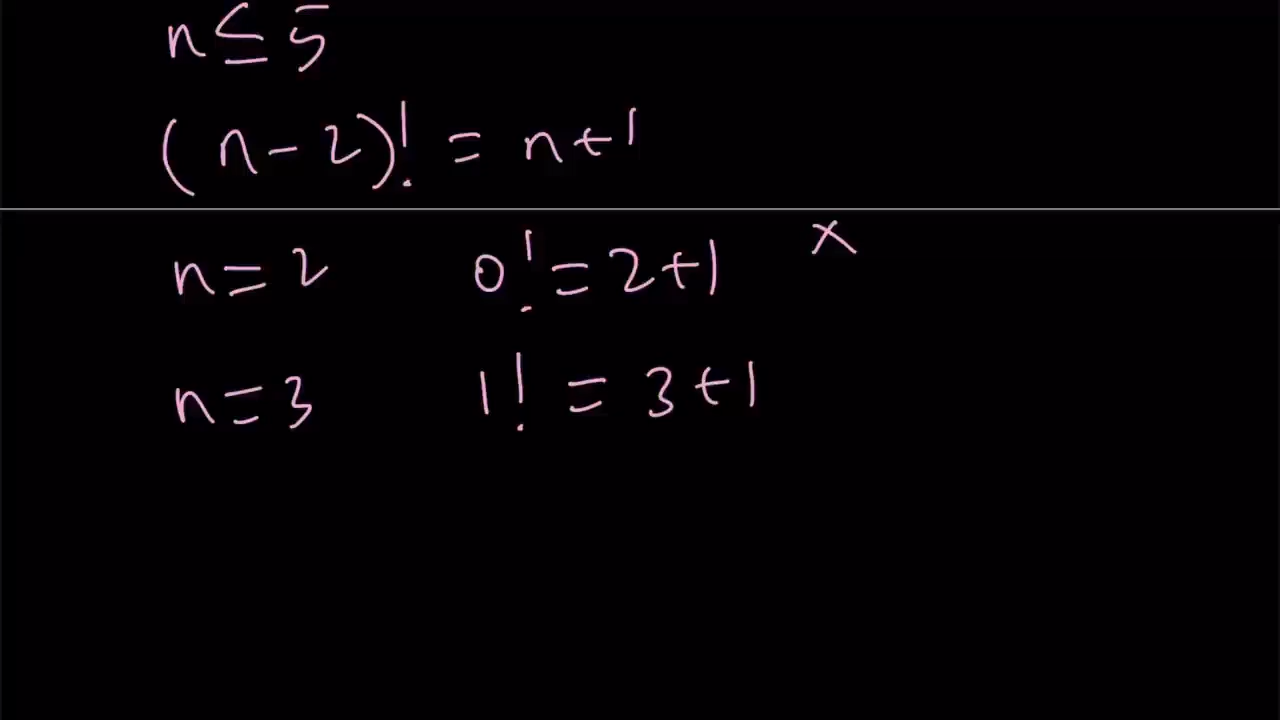 n ≤ 5
(n - 2)! = n + 1
n = 2 0! = 2 + 1 ×
n = 3 1! = 3 + 1